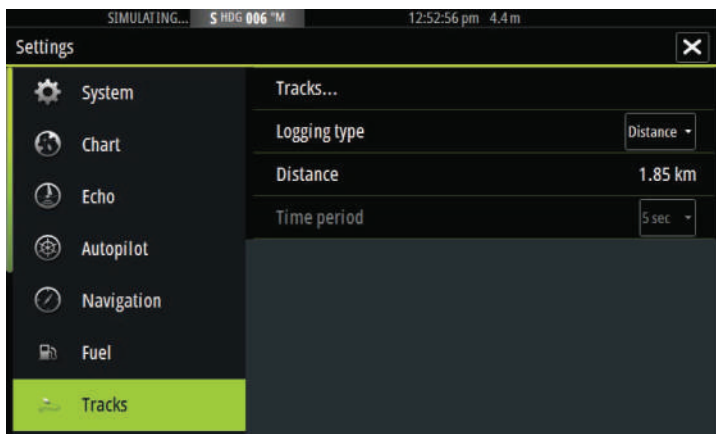 SIMULATING... S HDG 006 °M 12:52:56 pm 4.4 m
Settings
System
Chart
Echo
Autopilot
Navigation
Fuel
Tracks
Tracks...
Logging type Distance
Distance 1.85 km
Time period 5 sec